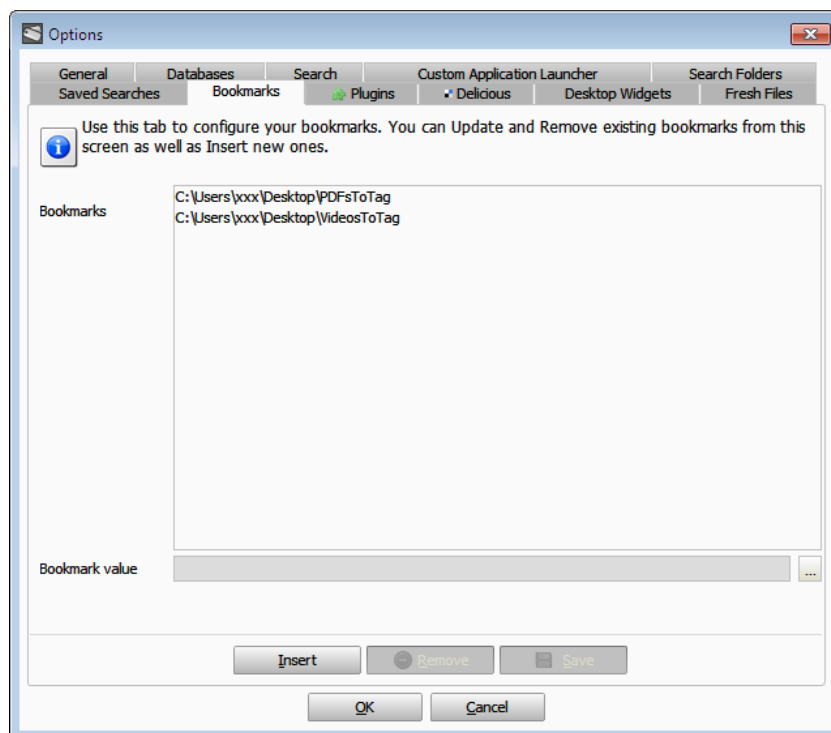 Options
General Databases Search Custom Application Launcher Search Folders
Saved Searches Bookmarks Plugins Delicious Desktop Widgets Fresh Files
Use this tab to configure your bookmarks. You can Update and Remove existing bookmarks from this
screen as well as Insert new ones.
Bookmarks
C:\Users\xxx\Desktop\PDFsToTag
C:\Users\xxx\Desktop\VideosToTag
Bookmark value
...
Insert Remove Save
OK Cancel